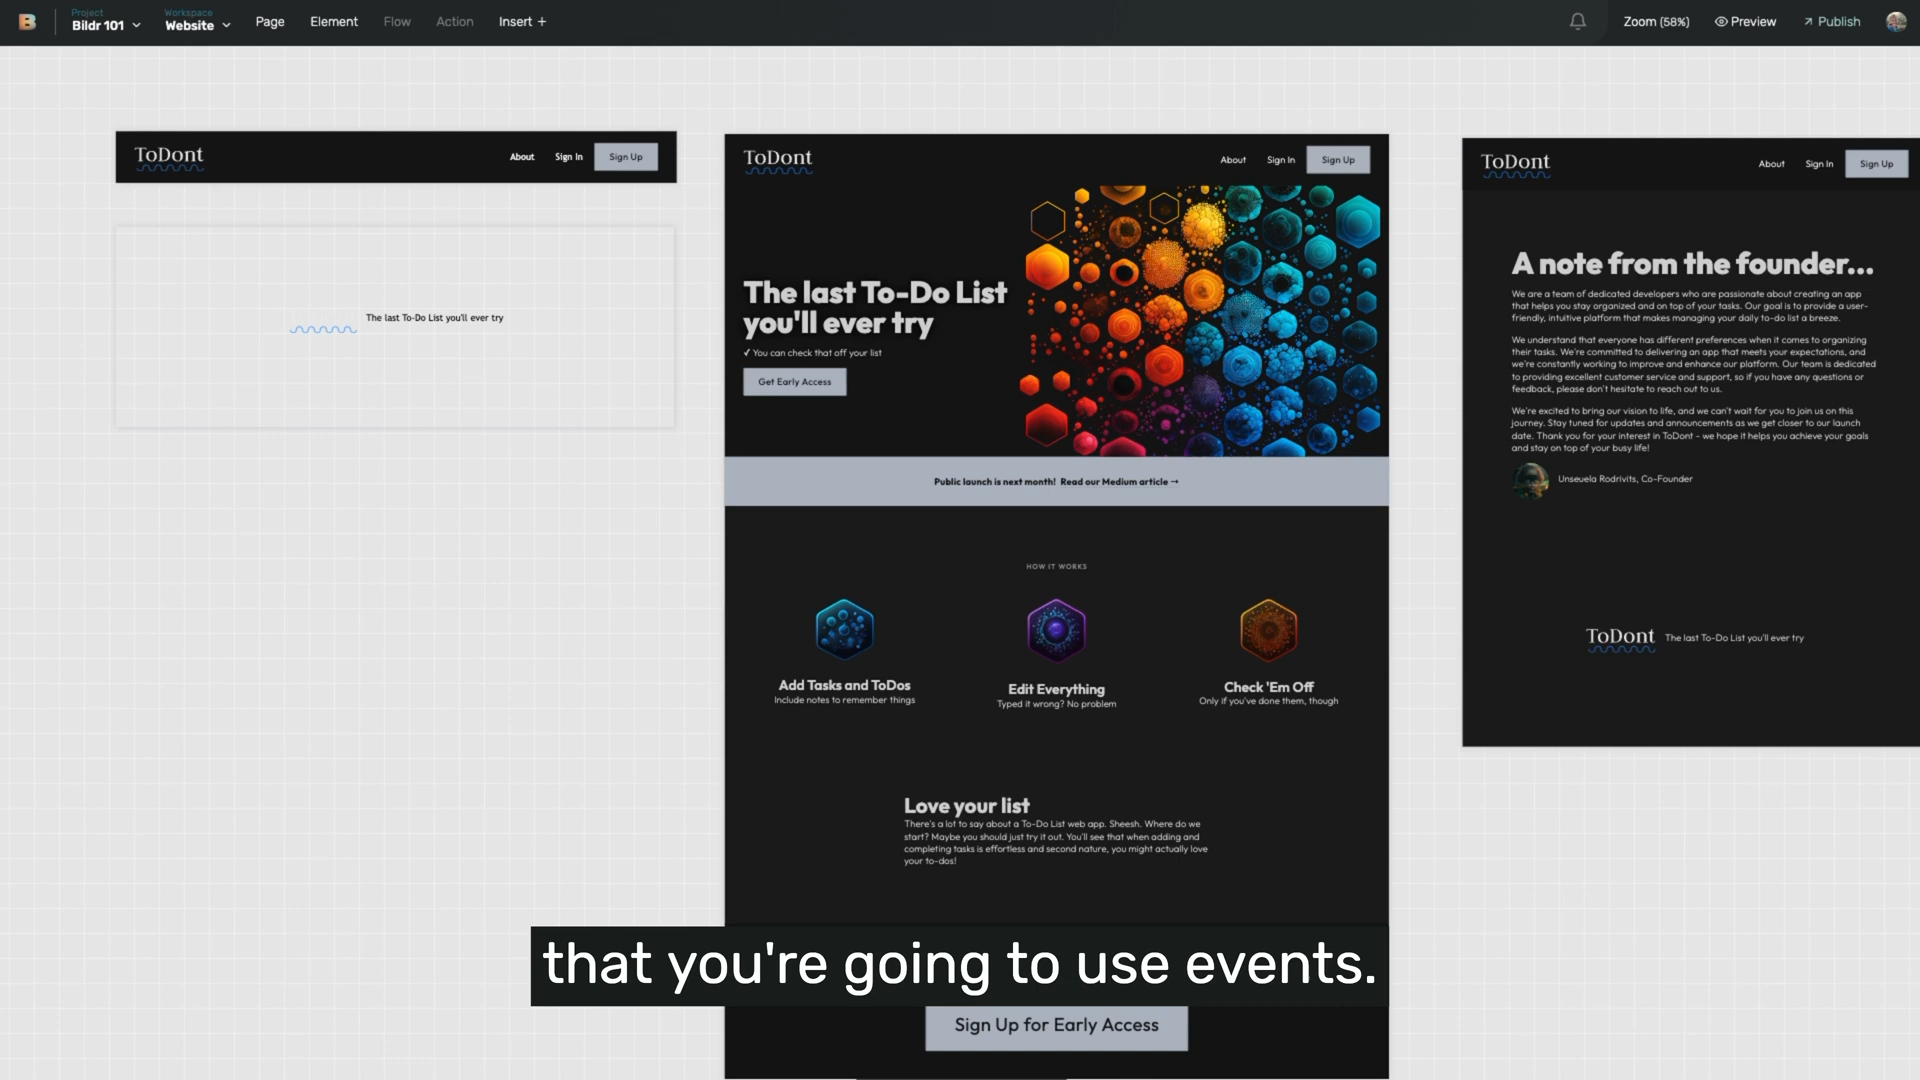 Project
Bildr 101
Workspace
Website
Page
Element
Flow
Action
Insert +
Zoom (58%)
Preview
Publish
ToDont
About
Sign In
Sign Up
The last To-Do List you'll ever try
ToDont
About
Sign In
Sign Up
The last To-Do List
you'll ever try
✓ You can check that off your list
Get Early Access
Public launch is next month! Read our Medium article →
HOW IT WORKS
Add Tasks and ToDos
Include notes to remember things
Edit Everything
Typed it wrong? No problem
Check 'Em Off
Only if you've done them, though
Love your list
There's a lot to say about a To-Do List web app. Sheesh. Where do we
start? Maybe you should just try it out. You'll see that when adding and
completing tasks is effortless and second nature, you might actually love
your to-dos!
that you're going to use events.
Sign Up for Early Access
ToDont
About
Sign In
Sign Up
A note from the founder...
We are a team of dedicated developers who are passionate about creating an app
that helps you stay organized and on top of your tasks. Our goal is to provide a user-
friendly, intuitive platform that makes managing your daily to-do list a breeze.
We understand that everyone has different preferences when it comes to organizing
their tasks. We're committed to delivering an app that meets your expectations, and
we're constantly working to improve and enhance our platform. Our team is dedicated
to providing excellent customer service and support, so if you have any questions or
feedback, please don't hesitate to reach out to us.
We're excited to bring our vision to life, and we can't wait for you to join us on this
journey. Stay tuned for updates and announcements as we get closer to our launch
date. Thank you for your interest in ToDont - we hope it helps you achieve your goals
and stay on top of your busy life!
Unseuela Rodrivits, Co-Founder
ToDont
The last To-Do List you'll ever try